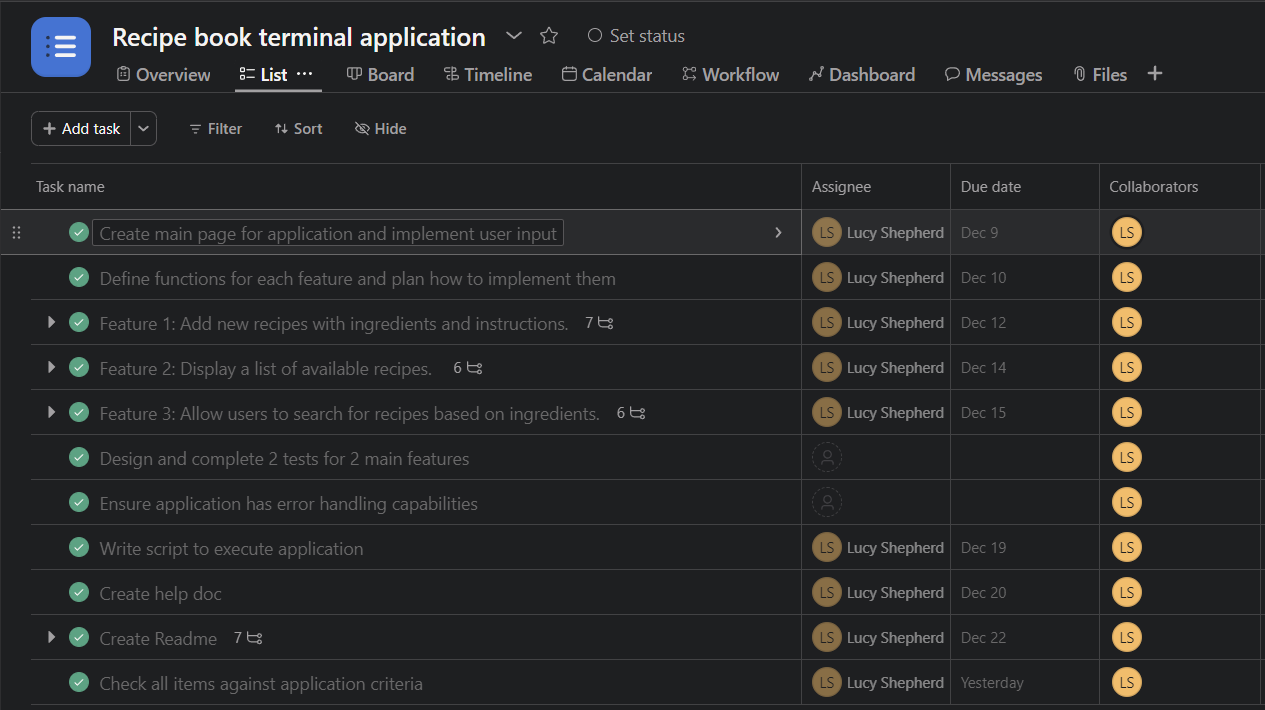 Recipe book terminal application
Set status
Overview List Board Timeline Calendar Workflow Dashboard Messages Files
Add task Filter Sort Hide
Task name Assignee Due date Collaborators
Create main page for application and implement user input LS Lucy Shepherd Dec 9 LS
Define functions for each feature and plan how to implement them LS Lucy Shepherd Dec 10 LS
Feature 1: Add new recipes with ingredients and instructions. 7 LS Lucy Shepherd Dec 12 LS
Feature 2: Display a list of available recipes. 6 LS Lucy Shepherd Dec 14 LS
Feature 3: Allow users to search for recipes based on ingredients. 6 LS Lucy Shepherd Dec 15 LS
Design and complete 2 tests for 2 main features LS
Ensure application has error handling capabilities LS
Write script to execute application LS Lucy Shepherd Dec 19 LS
Create help doc LS Lucy Shepherd Dec 20 LS
Create Readme 7 LS Lucy Shepherd Dec 22 LS
Check all items against application criteria LS Lucy Shepherd Yesterday LS